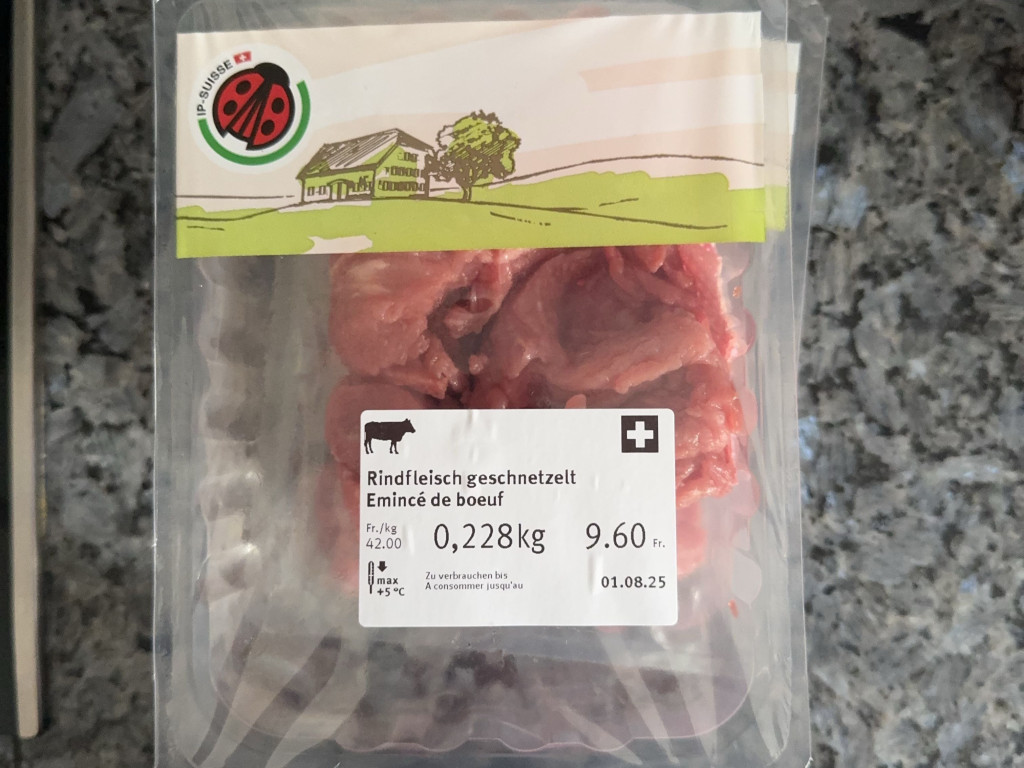 IP-SUISSE
Rindfleisch geschnetzelt
Emincé de boeuf
Fr./kg
42.00
0,228kg
9.60 Fr.
max
+5 °C
Zu verbrauchen bis
A consommer jusqu'au
01.08.25